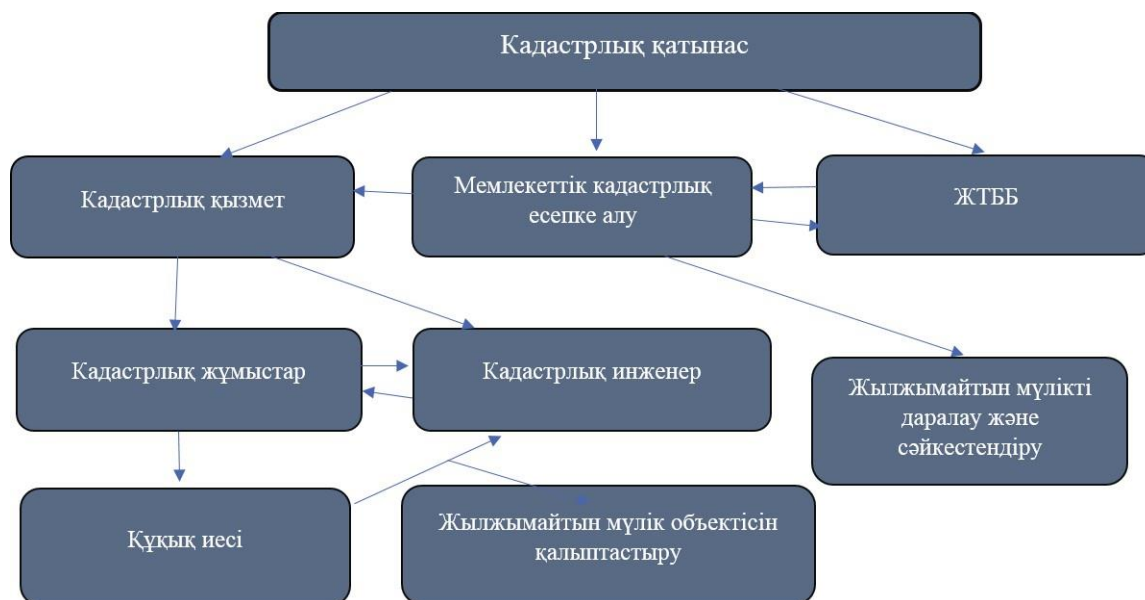 Кадастрлық қатынас
Кадастрлық қызмет
Мемлекеттік кадастрлық
есепке алу
ЖТББ
Кадастрлық жұмыстар
Кадастрлық инженер
Жылжымайтын мүлікті
даралау және
сәйкестендіру
Құқық иесі
Жылжымайтын мүлік объектісін
қалыптастыру